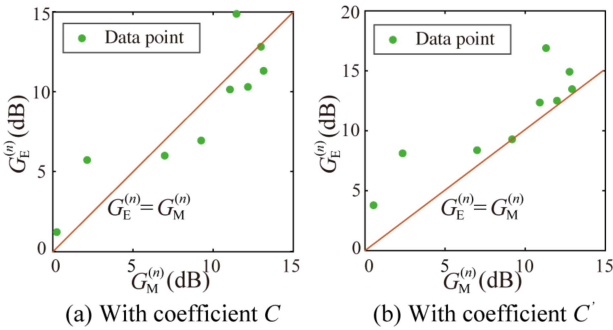 15
10
5
0
G_E^(n) (dB)
Data point
G_E^(n) = G_M^(n)
0 5 10 15
G_M^(n) (dB)
(a) With coefficient C
20
15
10
5
0
G_E^(n) (dB)
Data point
G_E^(n) = G_M^(n)
0 5 10 15
G_M^(n) (dB)
(b) With coefficient C'